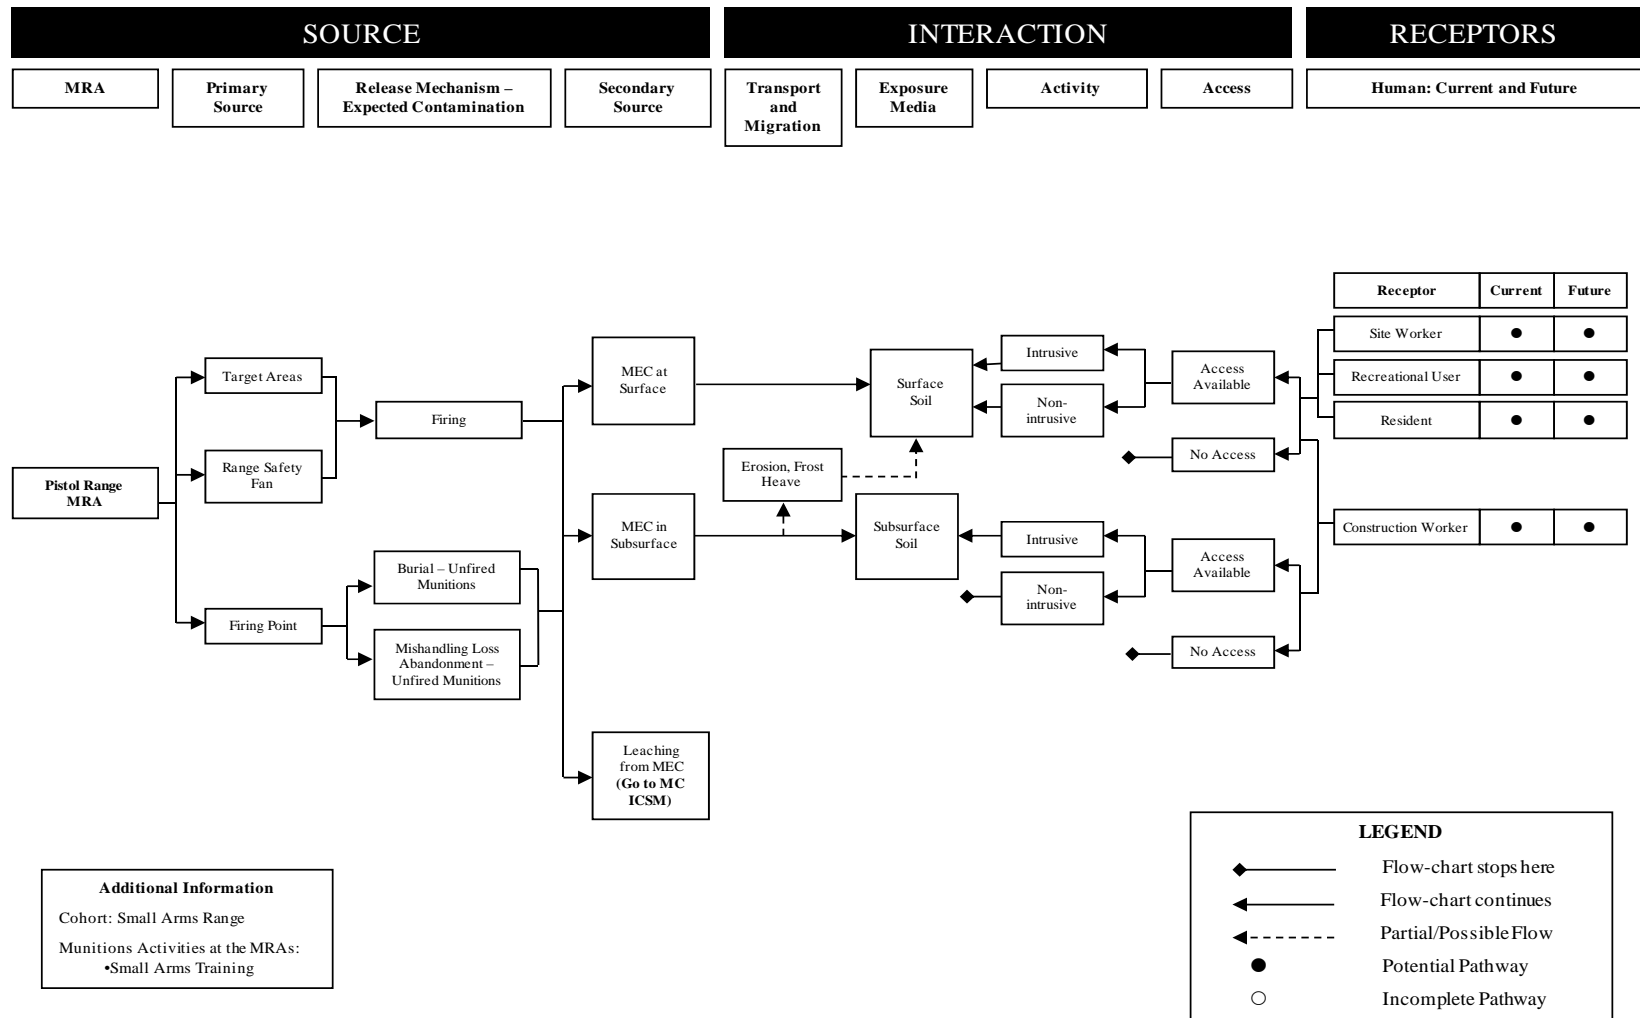 SOURCE
INTERACTION
RECEPTORS
MRA
Primary
Source
Release Mechanism –
Expected Contamination
Secondary
Source
Transport
and
Migration
Exposure
Media
Activity
Access
Human: Current and Future
Receptor
Current
Future
Site Worker
Recreational User
Resident
Construction Worker
Pistol Range
MRA
Target Areas
Range Safety
Fan
Firing Point
Firing
Burial – Unfired
Munitions
Mishandling Loss
Abandonment –
Unfired Munitions
MEC at
Surface
MEC in
Subsurface
Leaching
from MEC
(Go to MC
ICSM)
Erosion, Frost
Heave
Surface
Soil
Subsurface
Soil
Intrusive
Non-
intrusive
Intrusive
Non-
intrusive
Access
Available
No Access
Access
Available
No Access
Additional Information
Cohort: Small Arms Range
Munitions Activities at the MRAs:
•Small Arms Training
LEGEND
Flow-chart stops here
Flow-chart continues
Partial/Possible Flow
Potential Pathway
Incomplete Pathway